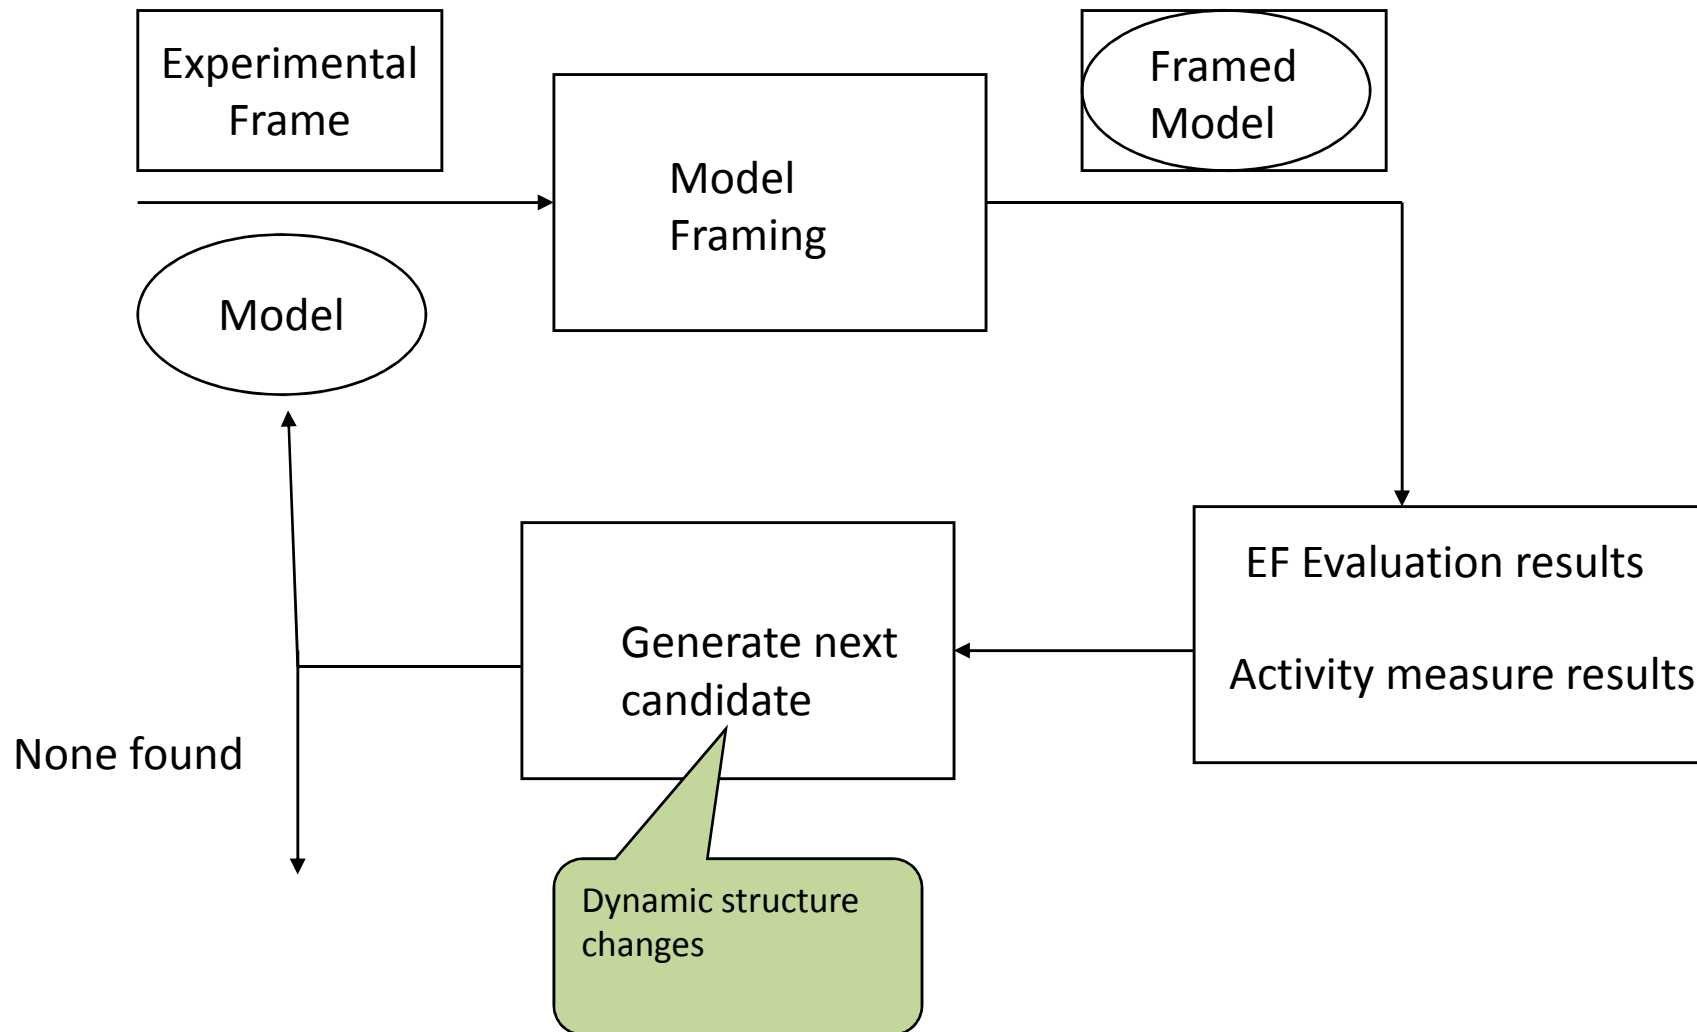 Experimental
Frame
Framed
Model
Model
Framing
Model
EF Evaluation results
Activity measure results
Generate next
candidate
None found
Dynamic structure
changes